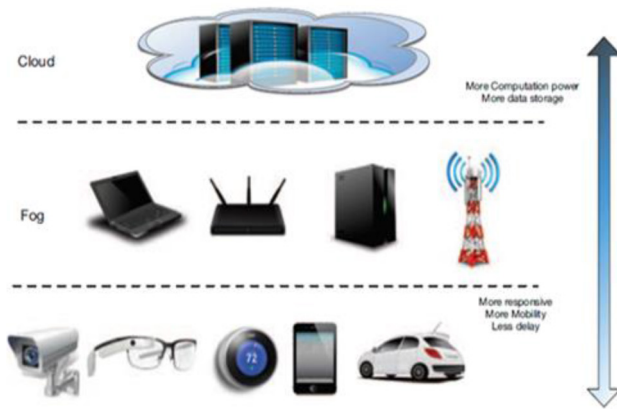 Cloud
More Computation power
More data storage
Fog
More responsive
More Mobility
Less delay
72